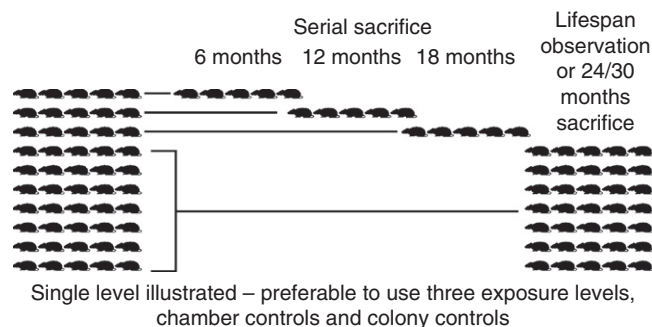 Serial sacrifice
6 months 12 months 18 months
Lifespan
observation
or 24/30
months
sacrifice
Single level illustrated – preferable to use three exposure levels,
chamber controls and colony controls